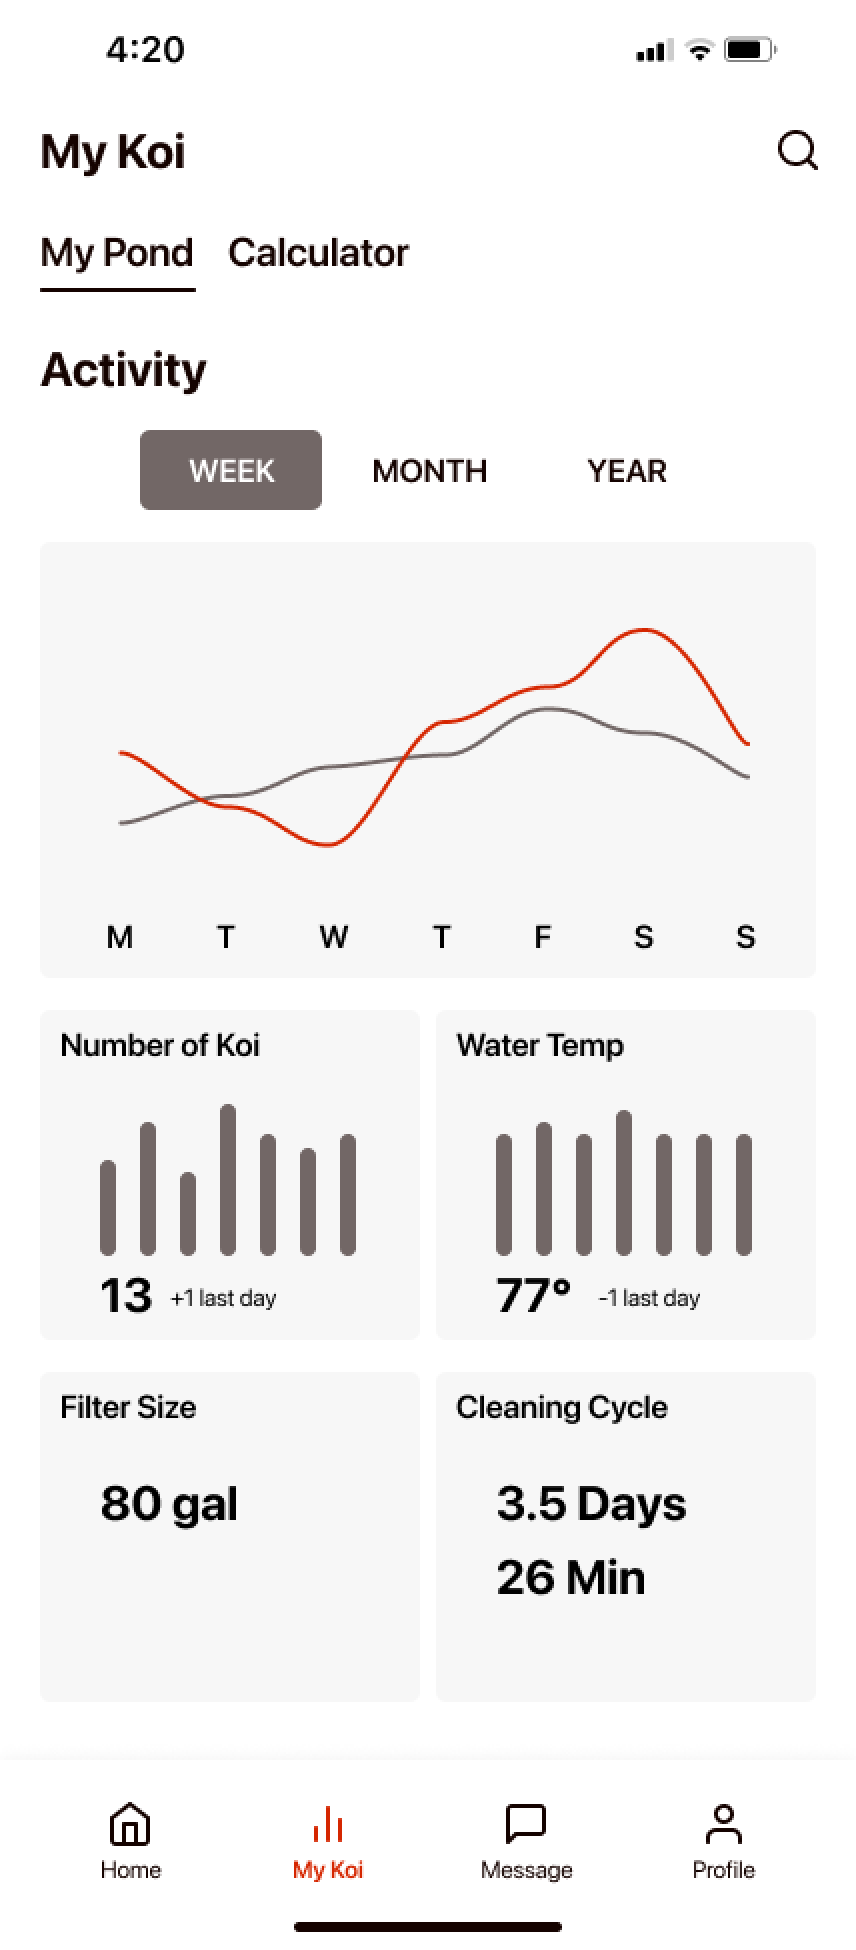 4:20
My Koi
My Pond Calculator
Activity
WEEK MONTH YEAR
M T W T F S S
Number of Koi
13 +1 last day
Water Temp
77° -1 last day
Filter Size
80 gal
Cleaning Cycle
3.5 Days
26 Min
Home My Koi Message Profile